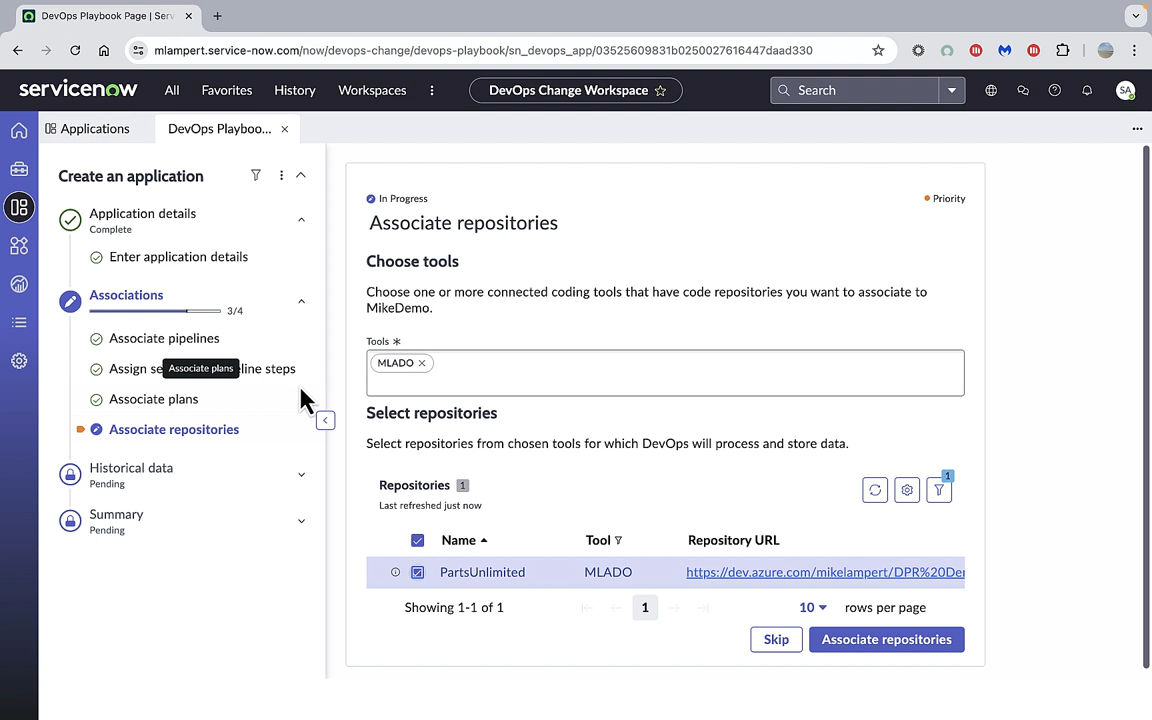 DevOps Playbook Page | Serv
mlampert.service-now.com/now/devops-change/devops-playbook/sn_devops_app/03525609831b0250027616447daad330
servicenow
All
Favorites
History
Workspaces
DevOps Change Workspace
Search
SA
Applications
DevOps Playboo...
Create an application
Application details
Complete
Enter application details
Associations
3/4
Associate pipelines
Assign se
Associate plans
line steps
Associate plans
Associate repositories
Historical data
Pending
Summary
Pending
In Progress
Priority
Associate repositories
Choose tools
Choose one or more connected coding tools that have code repositories you want to associate to
MikeDemo.
Tools *
MLADO
Select repositories
Select repositories from chosen tools for which DevOps will process and store data.
Repositories 1
1
Last refreshed just now
Name
Tool
Repository URL
PartsUnlimited
MLADO
https://dev.azure.com/mikelampert/DPR%20Der
Showing 1-1 of 1
1
10
rows per page
Skip
Associate repositories